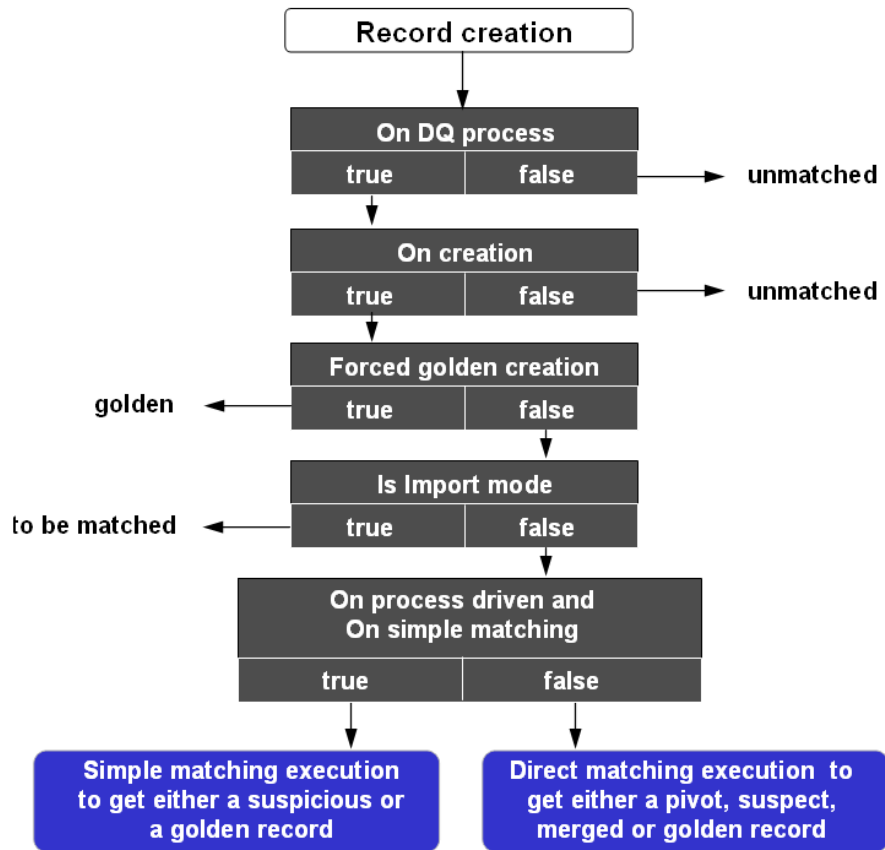 Record creation
On DQ process
true false unmatched
On creation
true false unmatched
Forced golden creation
golden true false
Is Import mode
to be matched true false
On process driven and
On simple matching
true false
Simple matching execution
to get either a suspicious or
a golden record
Direct matching execution to
get either a pivot, suspect,
merged or golden record